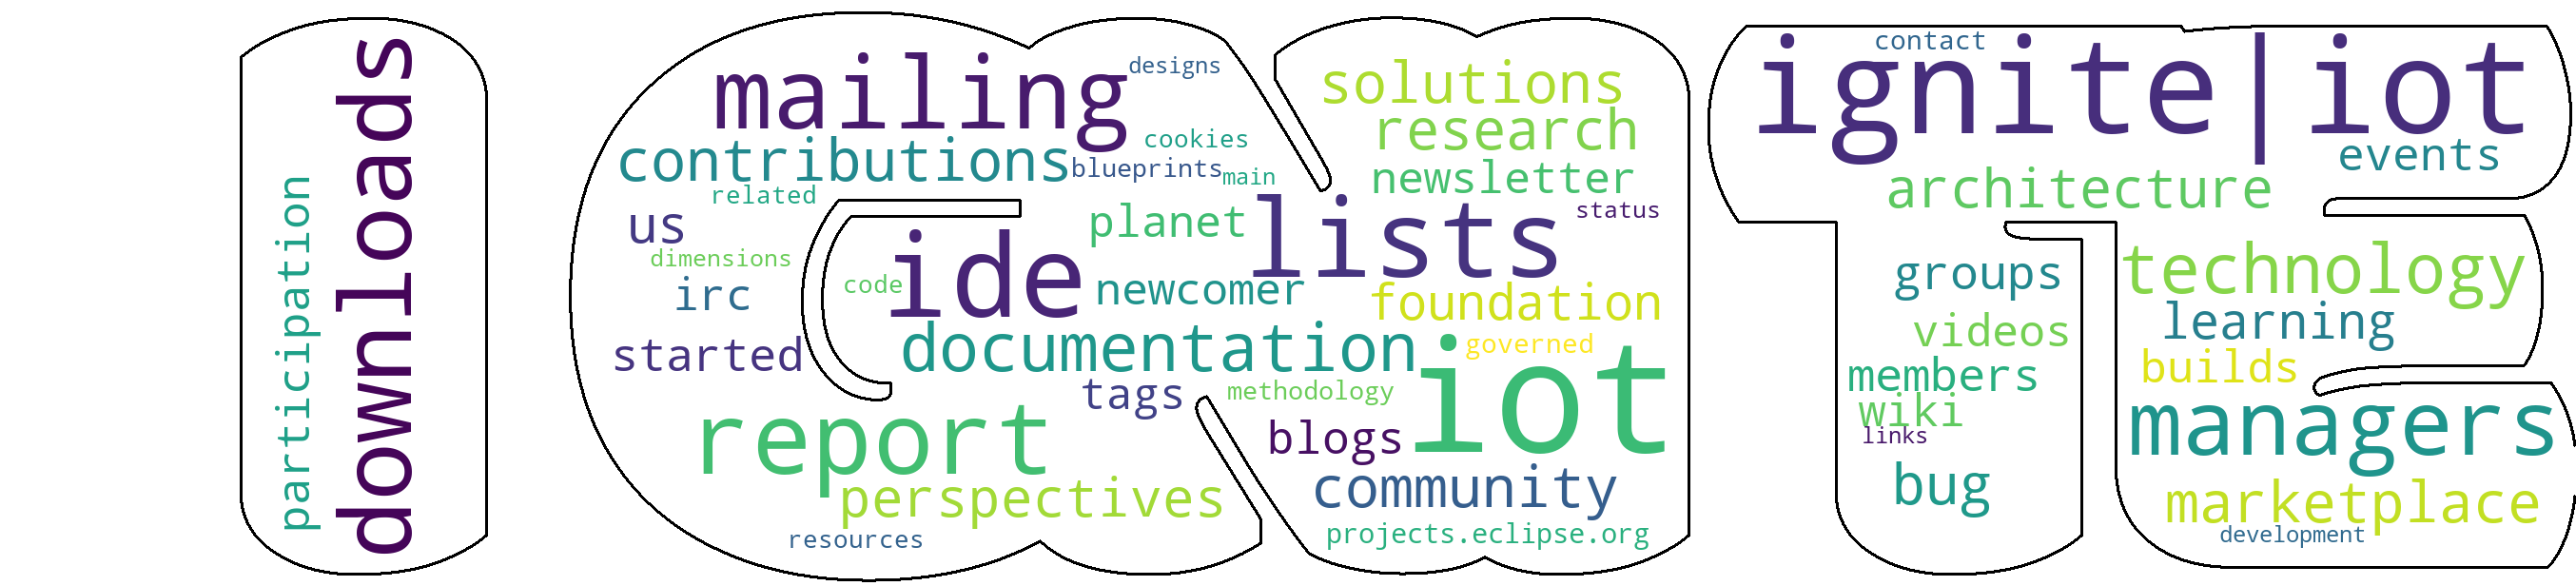 downloads
participation
mailing
designs
cookies
contributions
blueprints
main
related
us
planet
lists
status
solutions
research
newsletter
dimensions
ide
code
irc
newcomer
foundation
started
documentation
governed
iot
tags
methodology
report
blogs
perspectives
community
resources
projects.eclipse.org
contact
ignite|iot
events
architecture
groups
technology
videos
learning
members
builds
wiki
links
managers
bug
marketplace
development